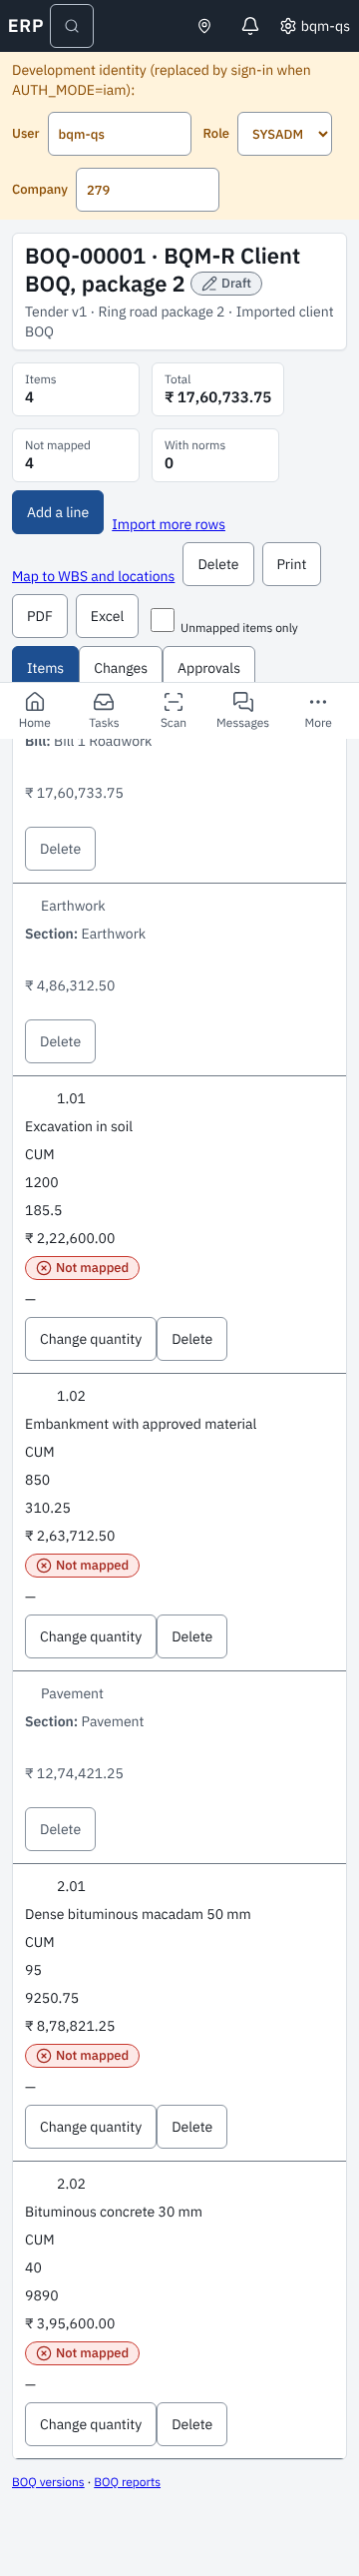 ERP
bqm-qs
Development identity (replaced by sign-in when
AUTH_MODE=iam):
User bqm-qs Role SYSADM
Company 279
BOQ-00001 · BQM-R Client
BOQ, package 2 Draft
Tender v1 · Ring road package 2 · Imported client
BOQ
Items
4
Total
₹ 17,60,733.75
Not mapped
4
With norms
0
Add a line Import more rows
Map to WBS and locations Delete Print
PDF Excel Unmapped items only
Items Changes Approvals
Home Tasks Scan Messages More
Bill: Bill 1 Roadwork
₹ 17,60,733.75
Delete
Earthwork
Section: Earthwork
₹ 4,86,312.50
Delete
1.01
Excavation in soil
CUM
1200
185.5
₹ 2,22,600.00
Not mapped
—
Change quantity Delete
1.02
Embankment with approved material
CUM
850
310.25
₹ 2,63,712.50
Not mapped
—
Change quantity Delete
Pavement
Section: Pavement
₹ 12,74,421.25
Delete
2.01
Dense bituminous macadam 50 mm
CUM
95
9250.75
₹ 8,78,821.25
Not mapped
—
Change quantity Delete
2.02
Bituminous concrete 30 mm
CUM
40
9890
₹ 3,95,600.00
Not mapped
—
Change quantity Delete
BOQ versions · BOQ reports